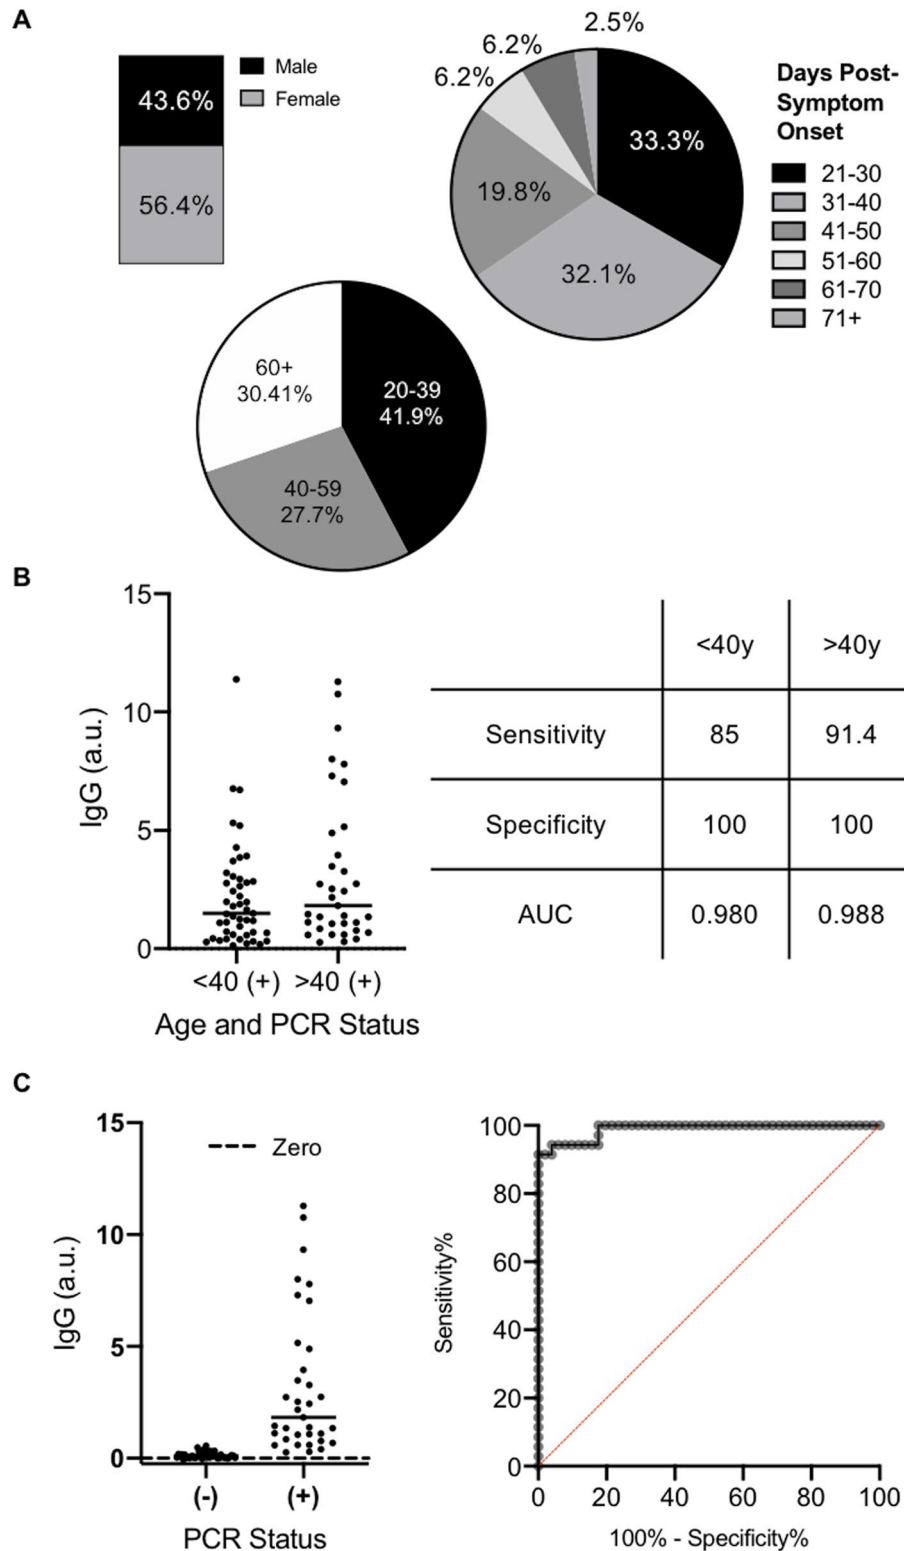 A
43.6%
56.4%
Male
Female
2.5%
6.2%
6.2%
33.3%
19.8%
32.1%
Days Post-
Symptom
Onset
21-30
31-40
41-50
51-60
61-70
71+
60+
30.41%
20-39
41.9%
40-59
27.7%
B
15
10
5
0
IgG (a.u.)
<40 (+) >40 (+)
Age and PCR Status
<40y >40y
Sensitivity 85 91.4
Specificity 100 100
AUC 0.980 0.988
C
15
10
5
0
IgG (a.u.)
Zero
(-) (+)
PCR Status
100
80
60
40
20
0
Sensitivity%
0 20 40 60 80 100
100% - Specificity%